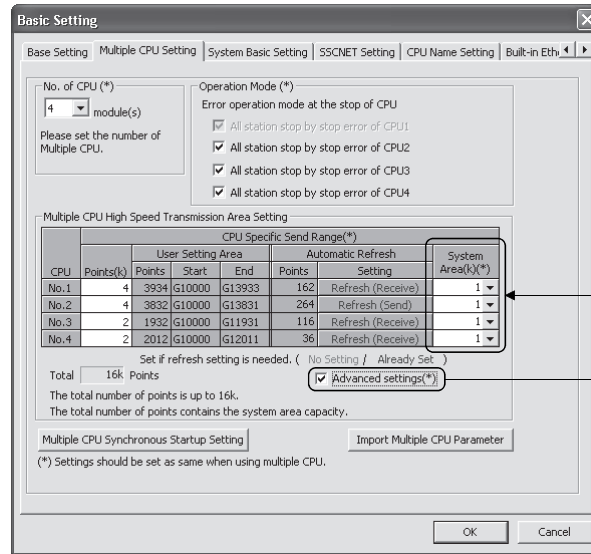 Basic Setting
Base Setting Multiple CPU Setting System Basic Setting SSCNET Setting CPU Name Setting Built-in Eth
No. of CPU (*)
4 module(s)
Please set the number of
Multiple CPU.
Operation Mode (*)
Error operation mode at the stop of CPU
All station stop by stop error of CPU1
All station stop by stop error of CPU2
All station stop by stop error of CPU3
All station stop by stop error of CPU4
Multiple CPU High Speed Transmission Area Setting
CPU Specific Send Range(*)
User Setting Area Automatic Refresh System Area(k)(*)
CPU Points(k) Points Start End Points Setting
No.1 4 3934 G10000 G13933 162 Refresh (Receive) 1
No.2 4 3832 G10000 G13831 264 Refresh (Send) 1
No.3 2 1932 G10000 G11931 116 Refresh (Receive) 1
No.4 2 2012 G10000 G12011 36 Refresh (Receive) 1
Set if refresh setting is needed. ( No Setting / Already Set )
Total 16k Points
Advanced settings(*)
The total number of points is up to 16k.
The total number of points contains the system area capacity.
Multiple CPU Synchronous Startup Setting Import Multiple CPU Parameter
(*) Settings should be set as same when using multiple CPU.
OK Cancel